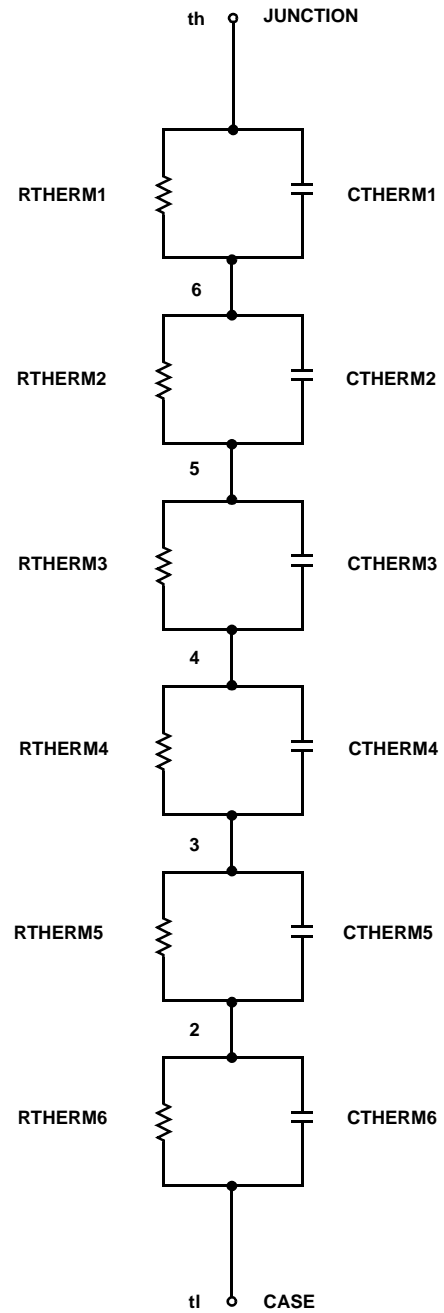 th JUNCTION
RTHERM1 CTHERM1
6
RTHERM2 CTHERM2
5
RTHERM3 CTHERM3
4
RTHERM4 CTHERM4
3
RTHERM5 CTHERM5
2
RTHERM6 CTHERM6
tl CASE